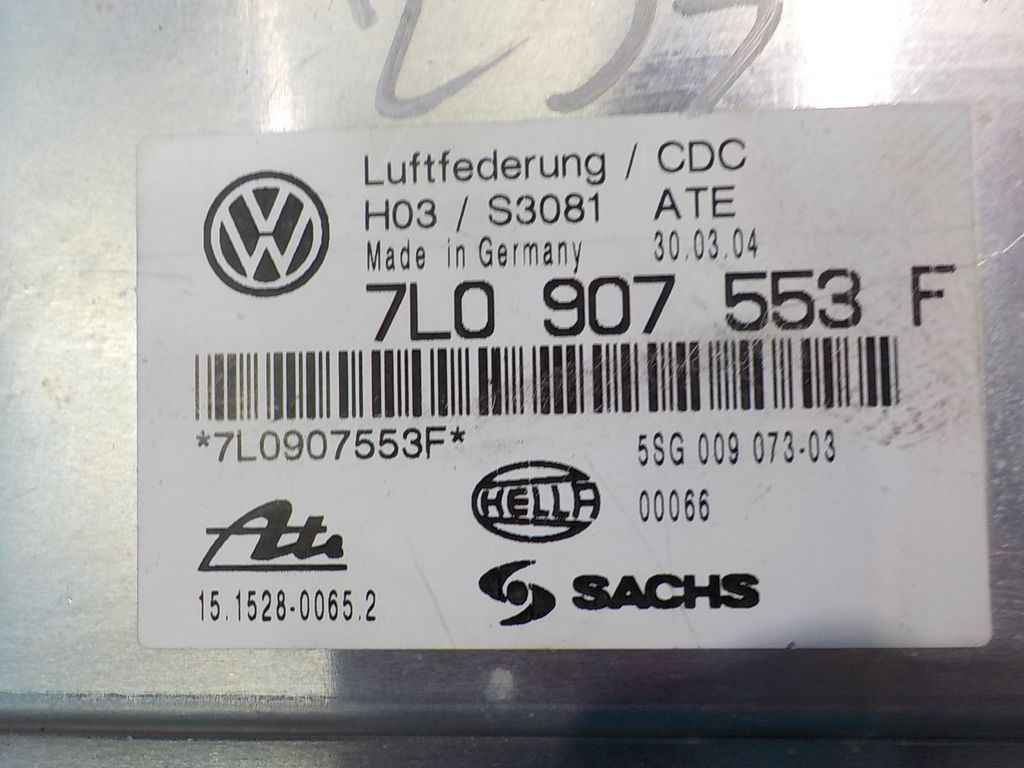 Luftfederung / CDC
H03 / S3081 ATE
Made in Germany 30.03.04
7L0 907 553 F
*7L0907553F*
5SG 009 073-03
HELLA
00066
Ate
15.1528-0065.2
SACHS